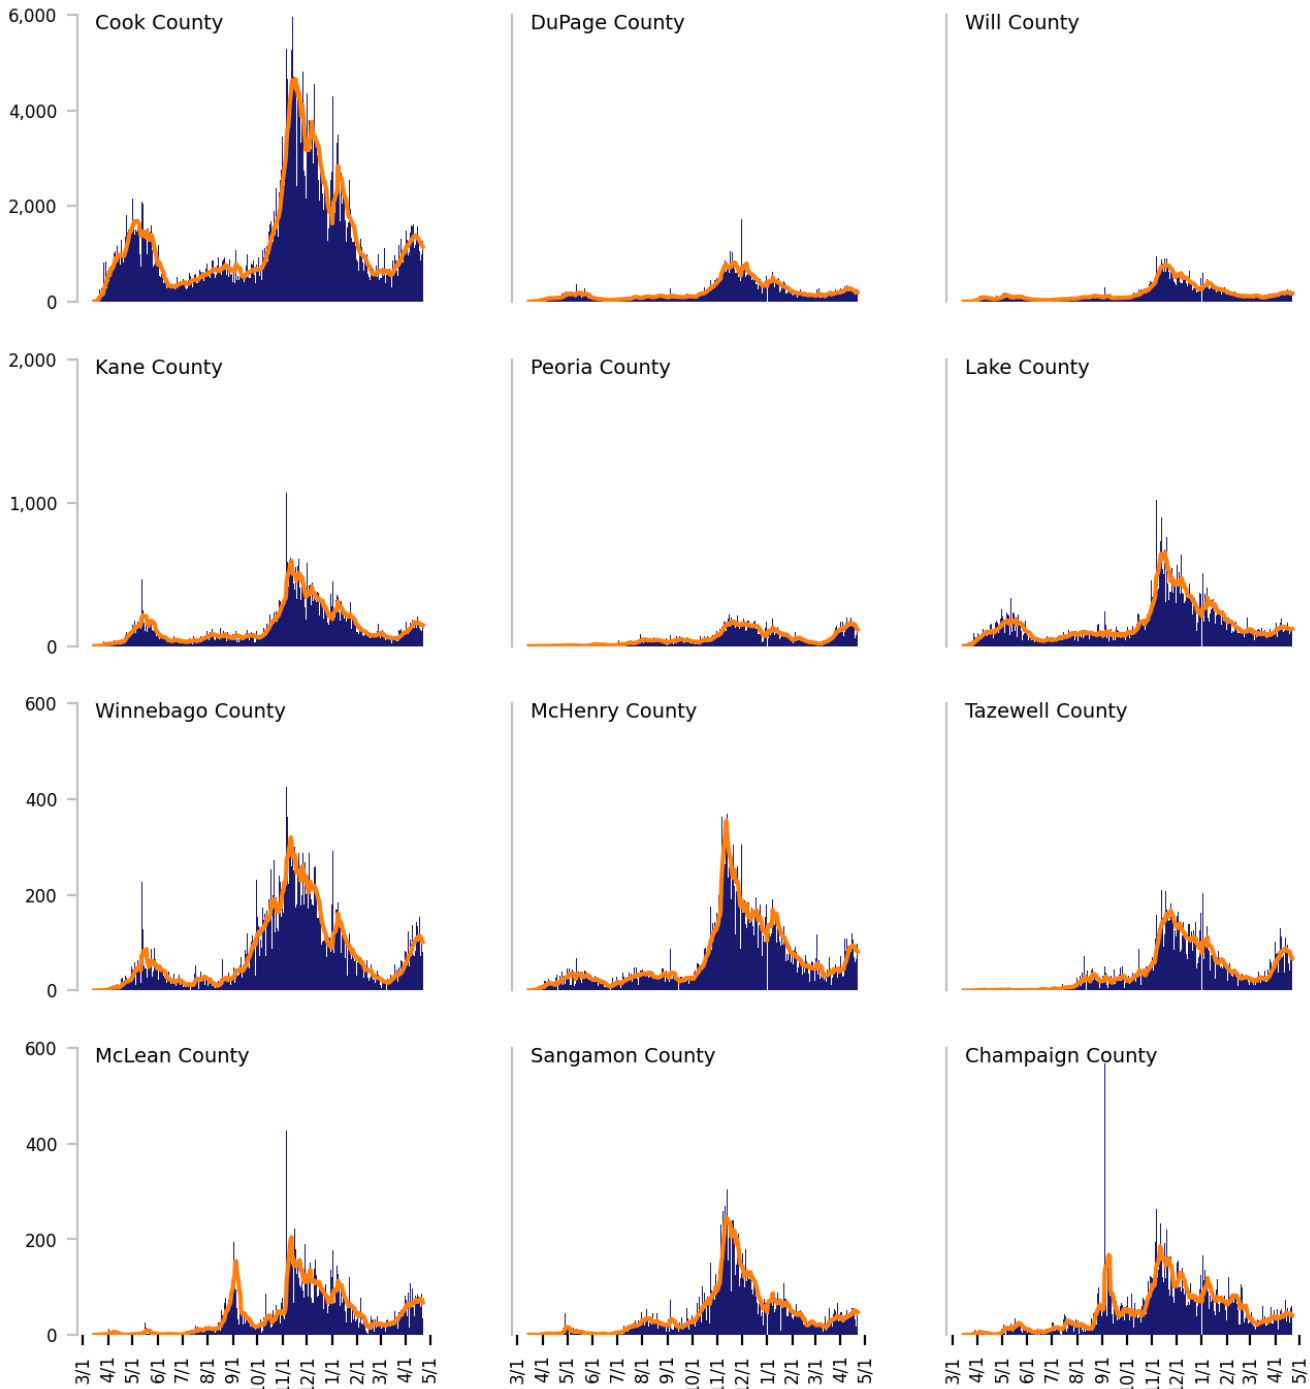 6,000 Cook County DuPage County Will County
4,000
2,000
0
2,000 Kane County Peoria County Lake County
1,000
0
600 Winnebago County McHenry County Tazewell County
400
200
0
600 McLean County Sangamon County Champaign County
400
200
0
3/1 4/1 5/1 6/1 7/1 8/1 9/1 10/1 11/1 12/1 1/1 2/1 3/1 4/1 5/1 3/1 4/1 5/1 6/1 7/1 8/1 9/1 10/1 11/1 12/1 1/1 2/1 3/1 4/1 5/1 3/1 4/1 5/1 6/1 7/1 8/1 9/1 10/1 11/1 12/1 1/1 2/1 3/1 4/1 5/1